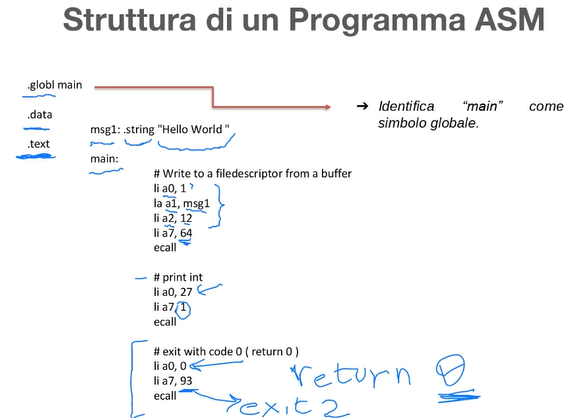 Struttura di un Programma ASM
.globl main
➔ Identifica "main" come
simbolo globale.
.data
msg1: .string "Hello World "
.text
main:
# Write to a filedescriptor from a buffer
li a0, 1
la a1, msg1
li a2, 12
li a7, 64
ecall
# print int
li a0, 27
li a7, 1
ecall
# exit with code 0 ( return 0 )
li a0, 0
return 0
li a7, 93
exit 2
ecall